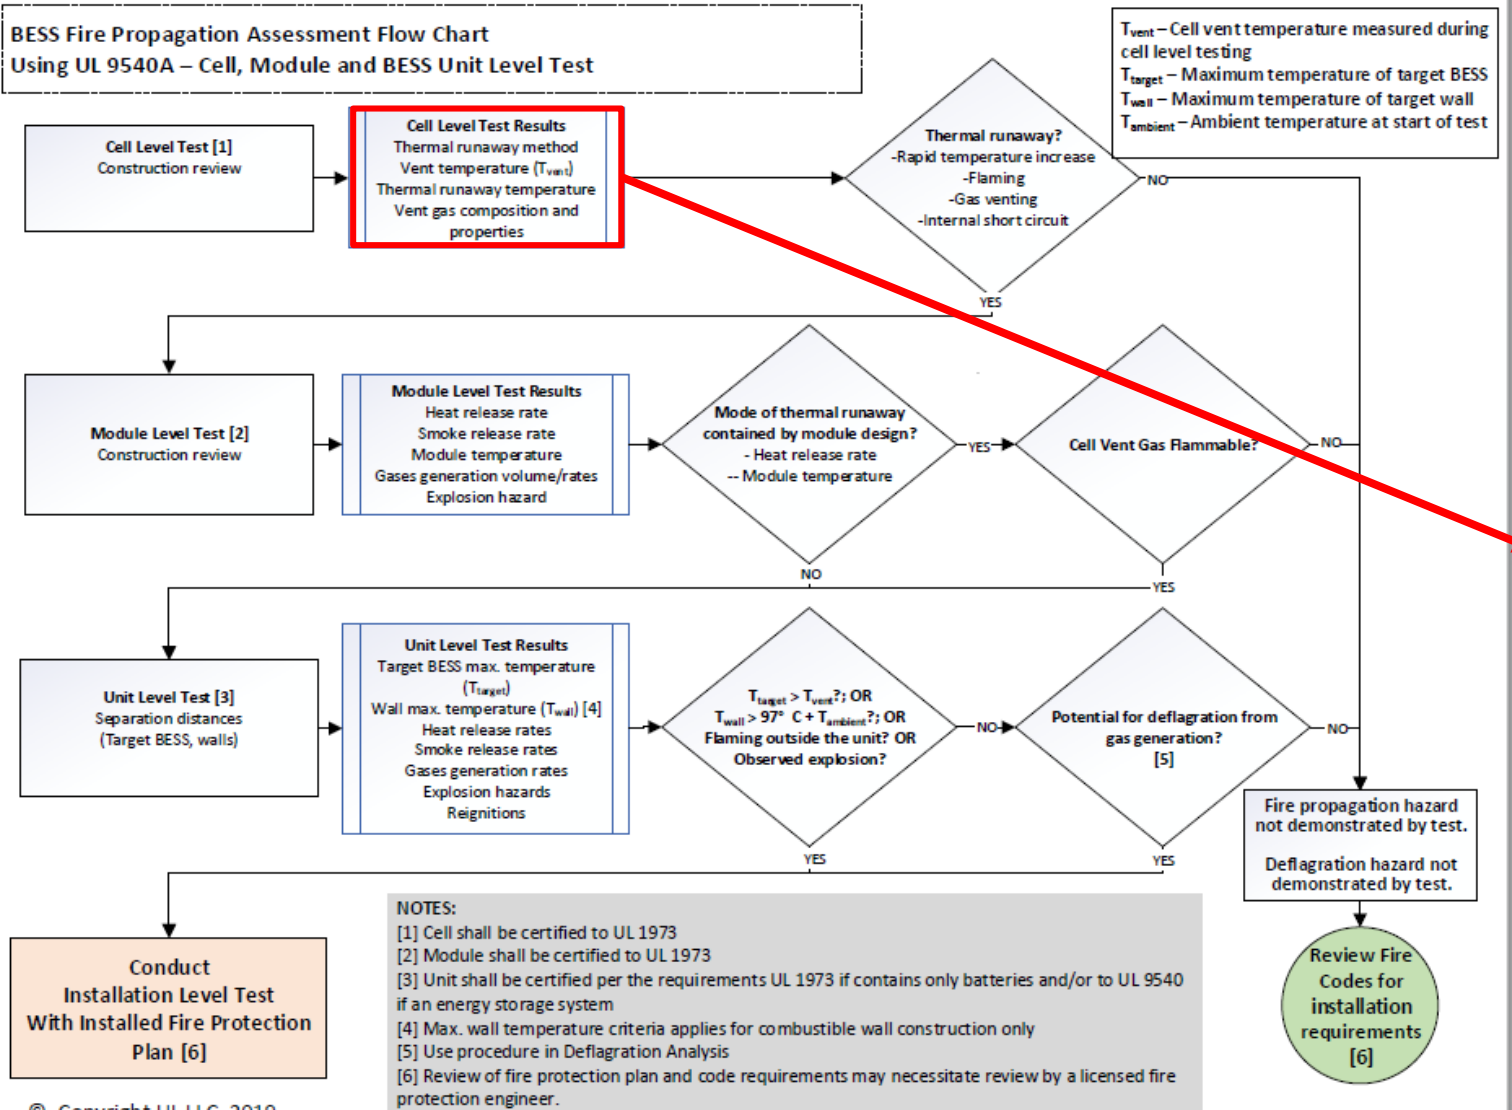 BESS Fire Propagation Assessment Flow Chart
Using UL 9540A – Cell, Module and BESS Unit Level Test
Tvent – Cell vent temperature measured during
cell level testing
Ttarget – Maximum temperature of target BESS
Twall – Maximum temperature of target wall
Tambient – Ambient temperature at start of test
Cell Level Test [1]
Construction review
Cell Level Test Results
Thermal runaway method
Vent temperature (Tvent)
Thermal runaway temperature
Vent gas composition and
properties
Thermal runaway?
-Rapid temperature increase
-Flaming
-Gas venting
-Internal short circuit
NO
YES
Module Level Test [2]
Construction review
Module Level Test Results
Heat release rate
Smoke release rate
Module temperature
Gases generation volume/rates
Explosion hazard
Mode of thermal runaway
contained by module design?
- Heat release rate
-- Module temperature
YES
NO
Cell Vent Gas Flammable?
NO
YES
Unit Level Test [3]
Separation distances
(Target BESS, walls)
Unit Level Test Results
Target BESS max. temperature
(Ttarget)
Wall max. temperature (Twall) [4]
Heat release rates
Smoke release rates
Gases generation rates
Explosion hazards
Reignitions
Ttarget > Tvent?; OR
Twall > 97° C + Tambient?; OR
Flaming outside the unit? OR
Observed explosion?
NO
YES
Potential for deflagration from
gas generation?
[5]
NO
YES
Fire propagation hazard
not demonstrated by test.
Deflagration hazard not
demonstrated by test.
Conduct
Installation Level Test
With Installed Fire Protection
Plan [6]
NOTES:
[1] Cell shall be certified to UL 1973
[2] Module shall be certified to UL 1973
[3] Unit shall be certified per the requirements UL 1973 if contains only batteries and/or to UL 9540
if an energy storage system
[4] Max. wall temperature criteria applies for combustible wall construction only
[5] Use procedure in Deflagration Analysis
[6] Review of fire protection plan and code requirements may necessitate review by a licensed fire
protection engineer.
Review Fire
Codes for
installation
requirements
[6]
© Copyright UL LLC, 2019